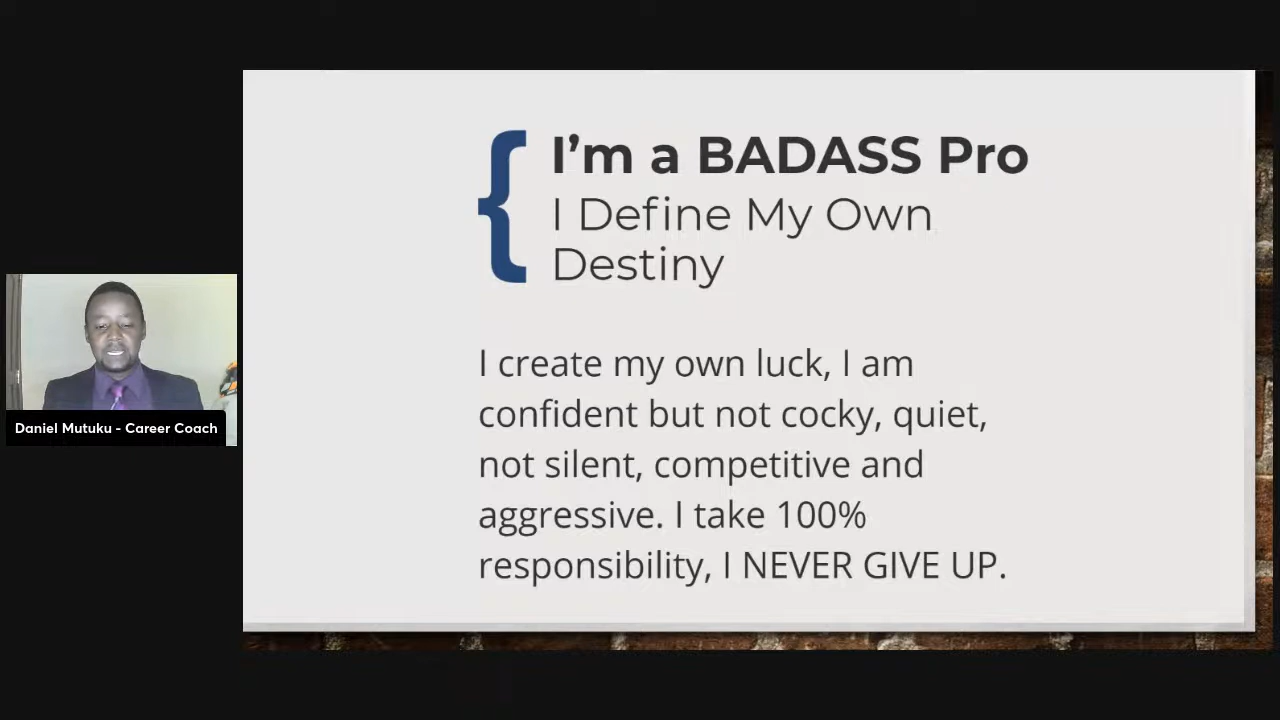 I’m a BADASS Pro
I Define My Own
Destiny
I create my own luck, I am
confident but not cocky, quiet,
not silent, competitive and
aggressive. I take 100%
responsibility, I NEVER GIVE UP.
Daniel Mutuku - Career Coach